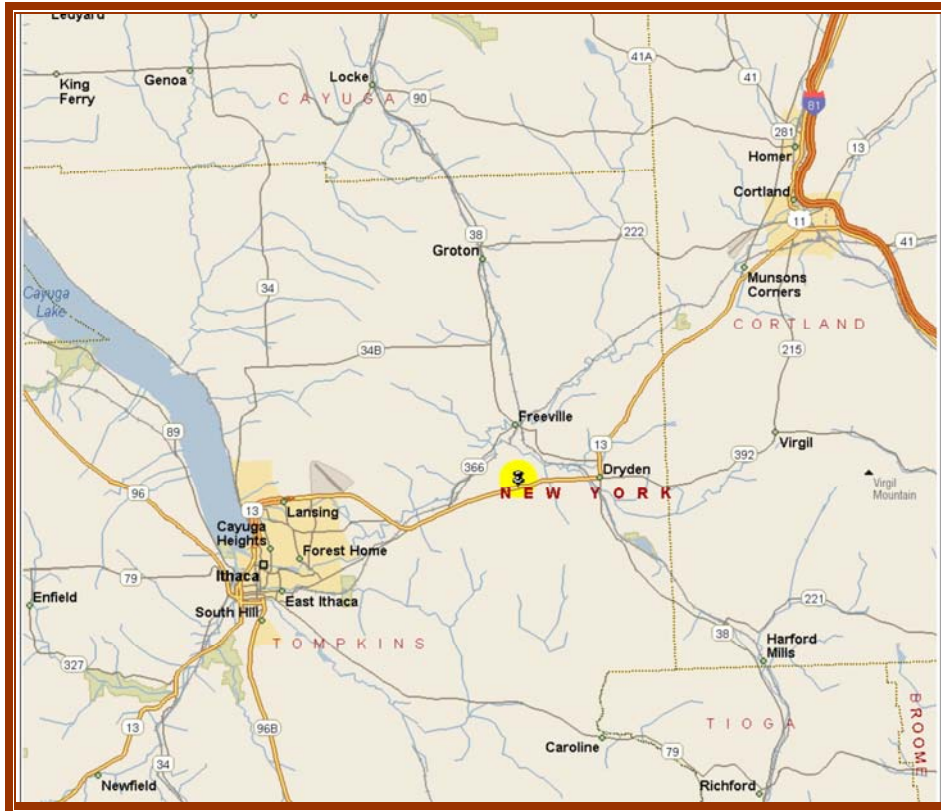 Ledyard
King
Ferry
Genoa
Locke
CAYUGA
90
41A
41
81
281
13
Homer
Cortland
11
41
38
Groton
222
Munsons
Corners
CORTLAND
Cayuga
Lake
34
34B
215
89
Freeville
13
Virgil
392
366
Dryden
NEW YORK
Virgil
Mountain
96
13
Lansing
Cayuga
Heights
Forest Home
Ithaca
79
Enfield
East Ithaca
South Hill
TOMPKINS
221
38
Harford
Mills
327
13
96B
TIOGA
BROOME
Caroline
79
34
Newfield
Richford